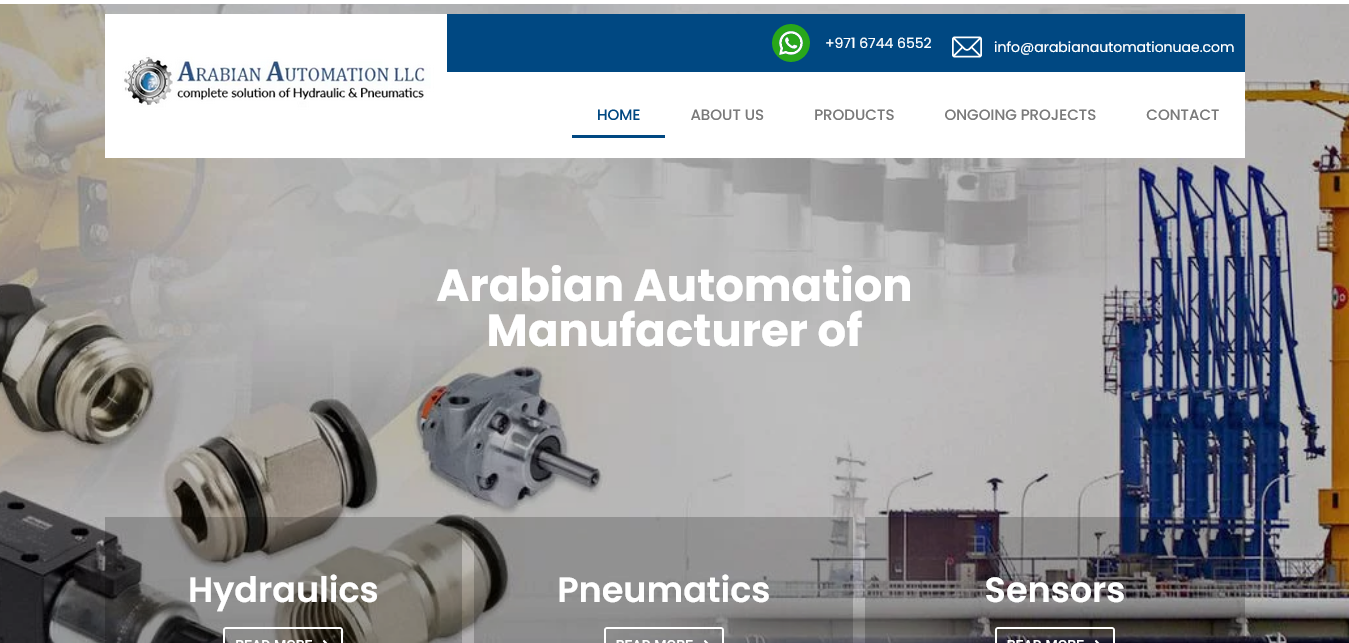 +971 6744 6552
info@arabianautomationuae.com
ARABIAN AUTOMATION LLC
complete solution of Hydraulic & Pneumatics
HOME
ABOUT US
PRODUCTS
ONGOING PROJECTS
CONTACT
Arabian Automation
Manufacturer of
Hydraulics
Pneumatics
Sensors
READ MORE >
READ MORE >
READ MORE >